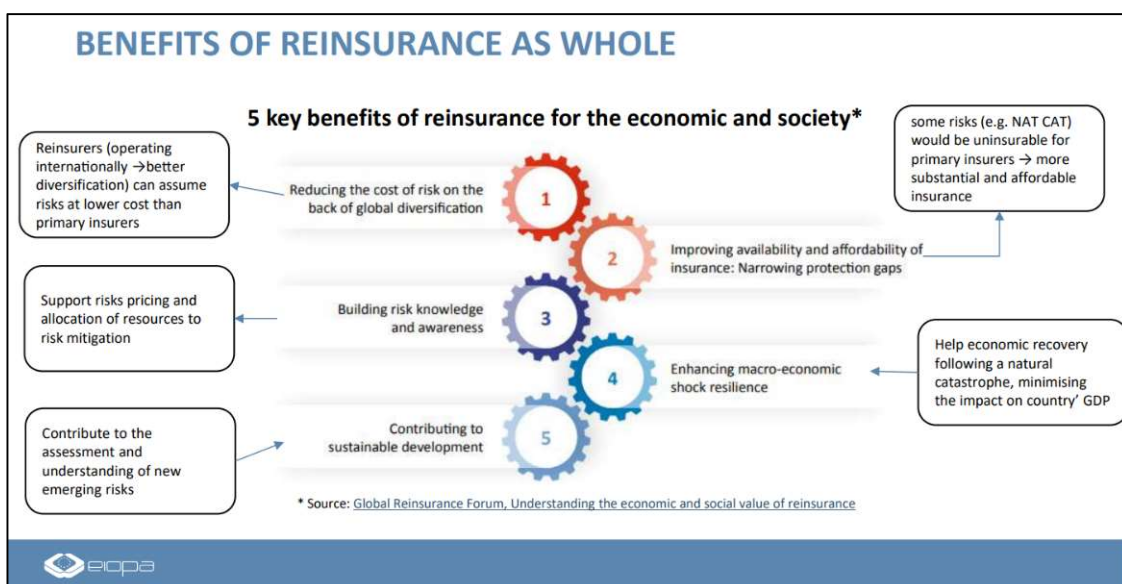 BENEFITS OF REINSURANCE AS WHOLE
5 key benefits of reinsurance for the economic and society*
Reinsurers (operating
internationally →better
diversification) can assume
risks at lower cost than
primary insurers
Reducing the cost of risk on the
back of global diversification
1
some risks (e.g. NAT CAT)
would be uninsurable for
primary insurers → more
substantial and affordable
insurance
2
Improving availability and affordability of
insurance: Narrowing protection gaps
Support risks pricing and
allocation of resources to
risk mitigation
Building risk knowledge
and awareness
3
4
Enhancing macro-economic
shock resilience
Help economic recovery
following a natural
catastrophe, minimising
the impact on country' GDP
Contribute to the
assessment and
understanding of new
emerging risks
Contributing to
sustainable development
5
* Source: Global Reinsurance Forum, Understanding the economic and social value of reinsurance
eiopa